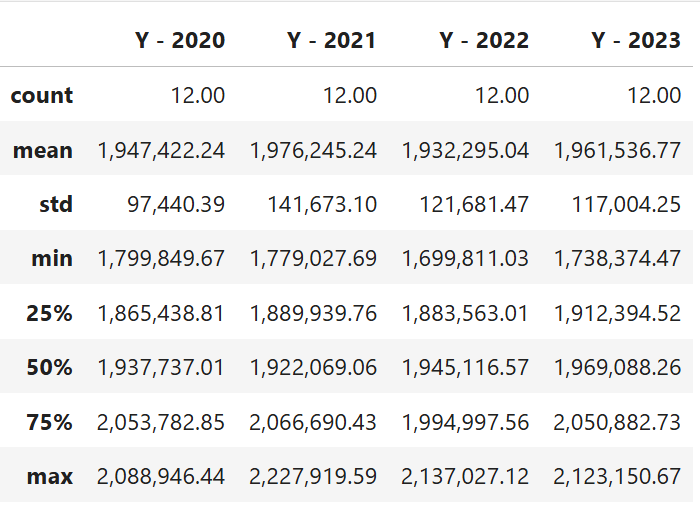 Y - 2020 Y - 2021 Y - 2022 Y - 2023
count 12.00 12.00 12.00 12.00
mean 1,947,422.24 1,976,245.24 1,932,295.04 1,961,536.77
std 97,440.39 141,673.10 121,681.47 117,004.25
min 1,799,849.67 1,779,027.69 1,699,811.03 1,738,374.47
25% 1,865,438.81 1,889,939.76 1,883,563.01 1,912,394.52
50% 1,937,737.01 1,922,069.06 1,945,116.57 1,969,088.26
75% 2,053,782.85 2,066,690.43 1,994,997.56 2,050,882.73
max 2,088,946.44 2,227,919.59 2,137,027.12 2,123,150.67